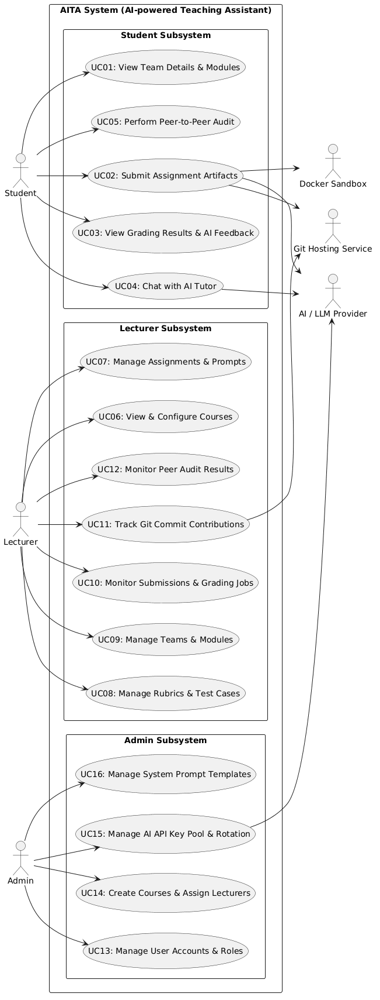 AITA System (AI-powered Teaching Assistant)
Student Subsystem
UC01: View Team Details & Modules
UC05: Perform Peer-to-Peer Audit
UC02: Submit Assignment Artifacts
UC03: View Grading Results & AI Feedback
UC04: Chat with AI Tutor
Student
Docker Sandbox
Git Hosting Service
AI / LLM Provider
Lecturer Subsystem
UC07: Manage Assignments & Prompts
UC06: View & Configure Courses
UC12: Monitor Peer Audit Results
UC11: Track Git Commit Contributions
UC10: Monitor Submissions & Grading Jobs
UC09: Manage Teams & Modules
UC08: Manage Rubrics & Test Cases
Lecturer
Admin Subsystem
UC16: Manage System Prompt Templates
UC15: Manage AI API Key Pool & Rotation
UC14: Create Courses & Assign Lecturers
UC13: Manage User Accounts & Roles
Admin